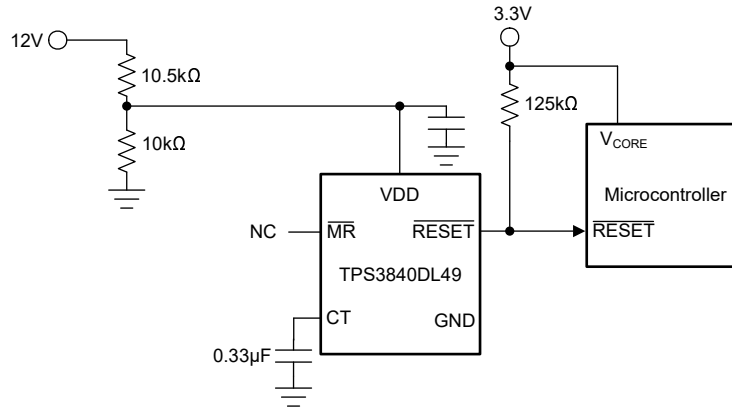 3.3V
12V
10.5kΩ
125kΩ
10kΩ
VCORE
VDD
Microcontroller
NC
MR
RESET
RESET
TPS3840DL49
CT
GND
0.33µF